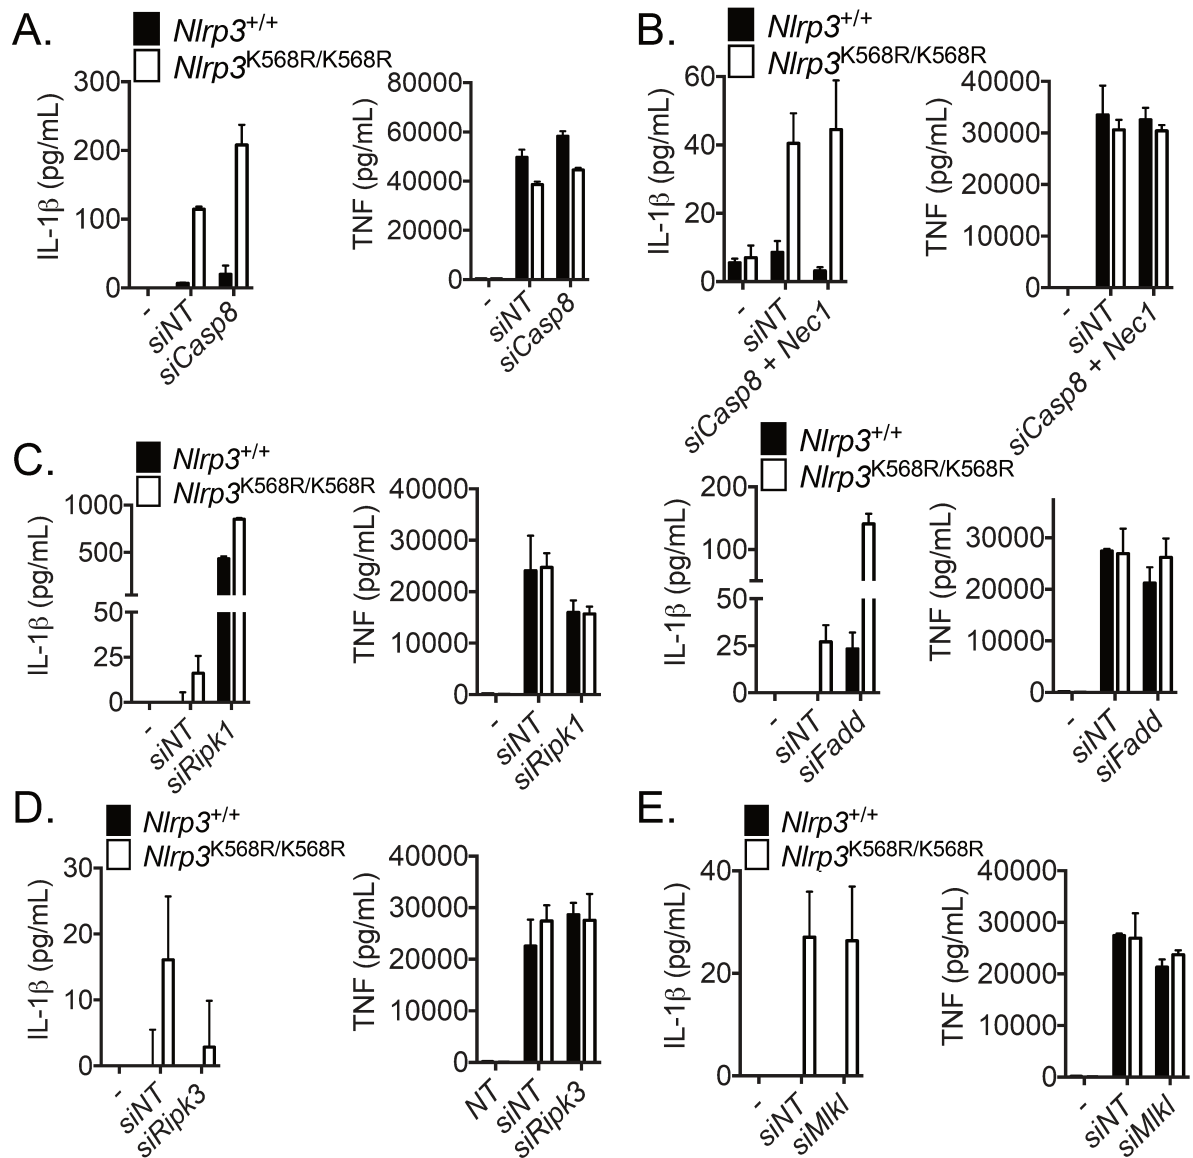 A.
Nlrp3+/+
Nlrp3K568R/K568R
IL-1β (pg/mL)
300
200
100
0
-
siNT
siCasp8
TNF (pg/mL)
80000
60000
40000
20000
0
-
siNT
siCasp8
B.
Nlrp3+/+
Nlrp3K568R/K568R
IL-1β (pg/mL)
60
40
20
0
-
siNT
siCasp8 + Nec1
TNF (pg/mL)
40000
30000
20000
10000
0
-
siNT
siCasp8 + Nec1
C.
Nlrp3+/+
Nlrp3K568R/K568R
IL-1β (pg/mL)
1000
500
50
25
0
-
siNT
siRipk1
TNF (pg/mL)
40000
30000
20000
10000
0
-
siNT
siRipk1
Nlrp3+/+
Nlrp3K568R/K568R
IL-1β (pg/mL)
200
100
50
25
0
-
siNT
siFadd
TNF (pg/mL)
30000
20000
10000
0
-
siNT
siFadd
D.
Nlrp3+/+
Nlrp3K568R/K568R
IL-1β (pg/mL)
30
20
10
0
-
siNT
siRipk3
TNF (pg/mL)
40000
30000
20000
10000
0
NT
siNT
siRipk3
E.
Nlrp3+/+
Nlrp3K568R/K568R
IL-1β (pg/mL)
40
20
0
-
siNT
siMlkl
TNF (pg/mL)
40000
30000
20000
10000
0
-
siNT
siMlkl